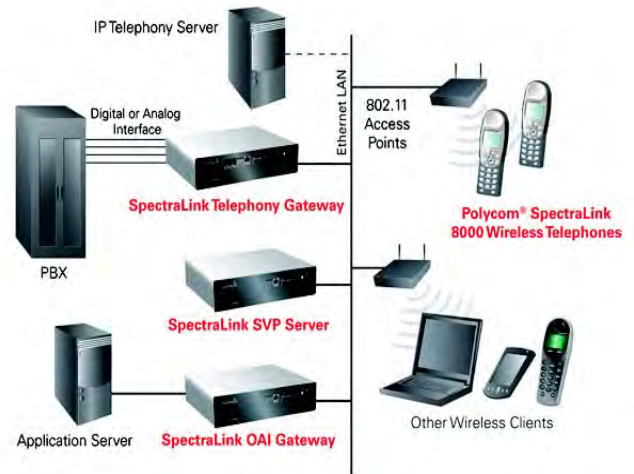 IP Telephony Server
Digital or Analog
Interface
Ethernet LAN
802.11
Access
Points
SpectraLink Telephony Gateway
Polycom® SpectraLink
8000 Wireless Telephones
PBX
SpectraLink SVP Server
Application Server
SpectraLink OAI Gateway
Other Wireless Clients